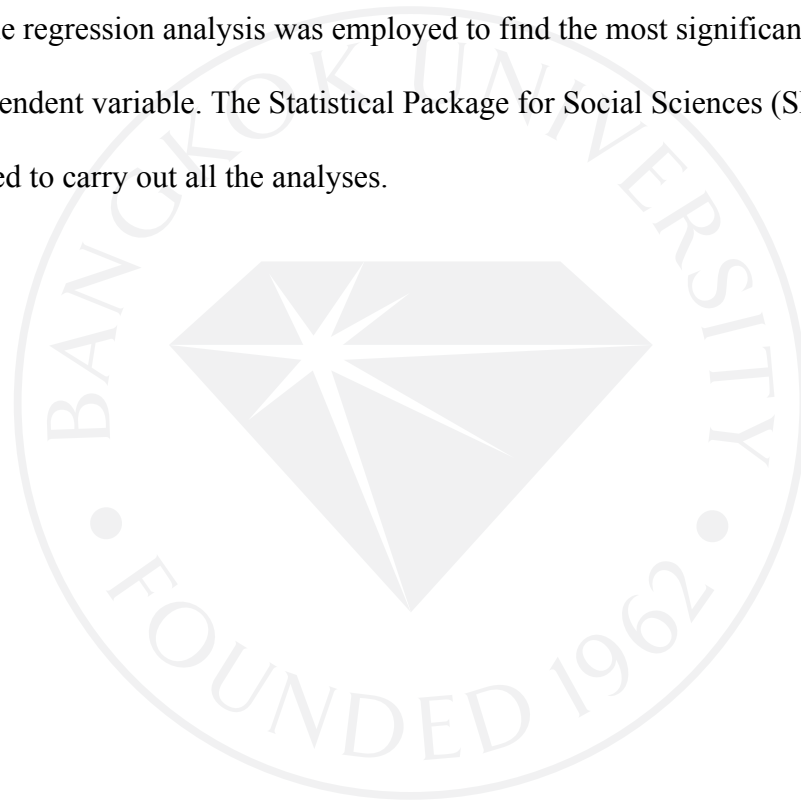 e regression analysis was employed to find the most significan
endent variable. The Statistical Package for Social Sciences (S
ed to carry out all the analyses.
BANGKOK UNIVERSITY
FOUNDED 1962